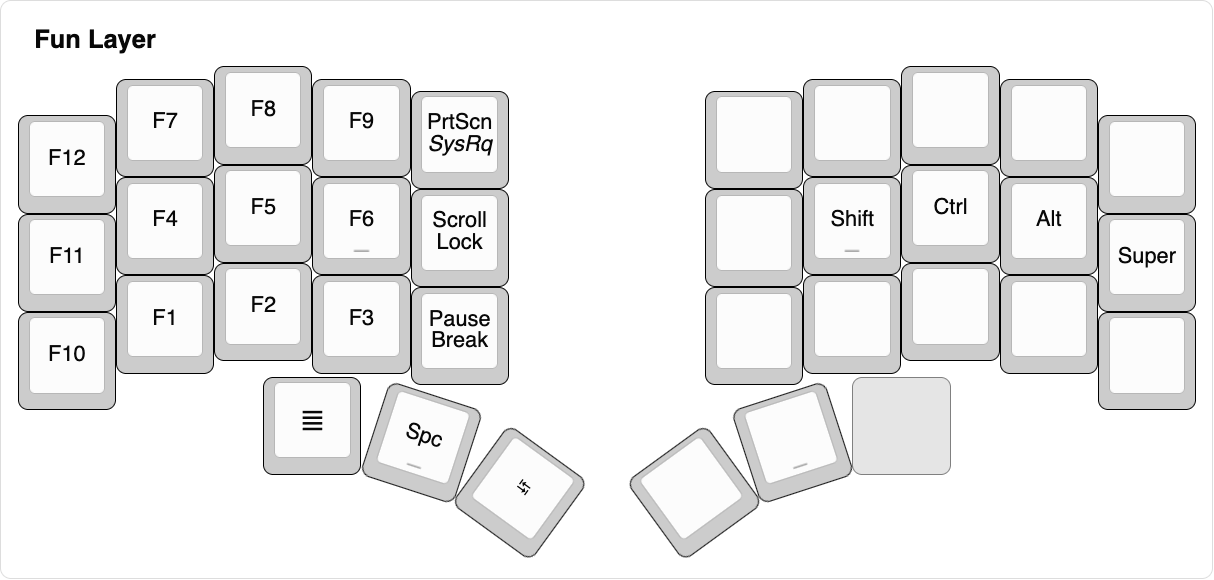 Fun Layer
F12
F7
F8
F9
PrtScn
SysRq
F11
F4
F5
F6
Scroll
Lock
Shift
Ctrl
Alt
Super
F10
F1
F2
F3
Pause
Break
Spc